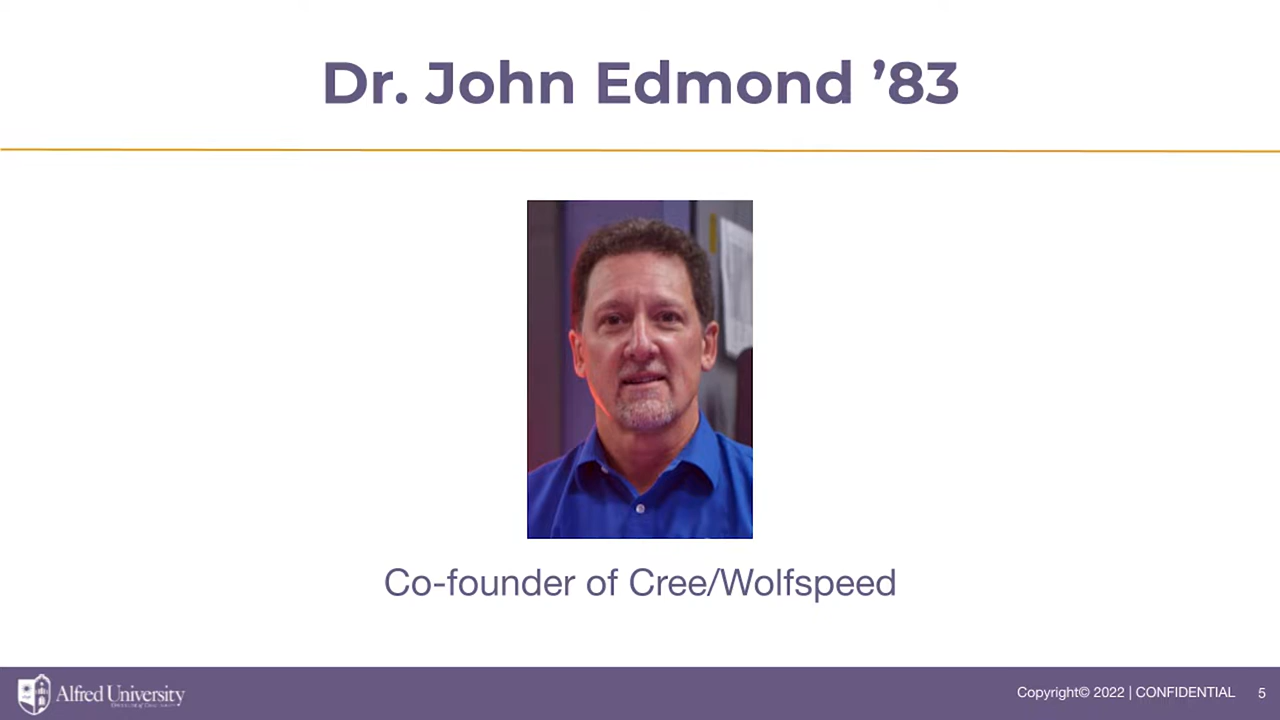 Dr. John Edmond ’83
Co-founder of Cree/Wolfspeed
Alfred University
Copyright© 2022 | CONFIDENTIAL 5